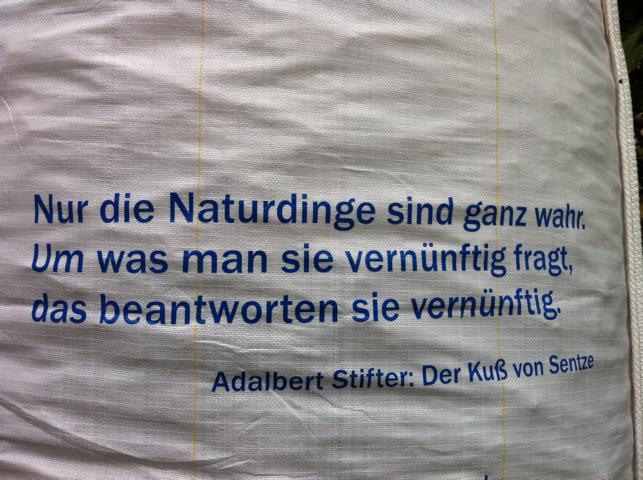 Nur die Naturdinge sind ganz wahr.
Um was man sie vernünftig fragt,
das beantworten sie vernünftig.
Adalbert Stifter: Der Kuß von Sentze